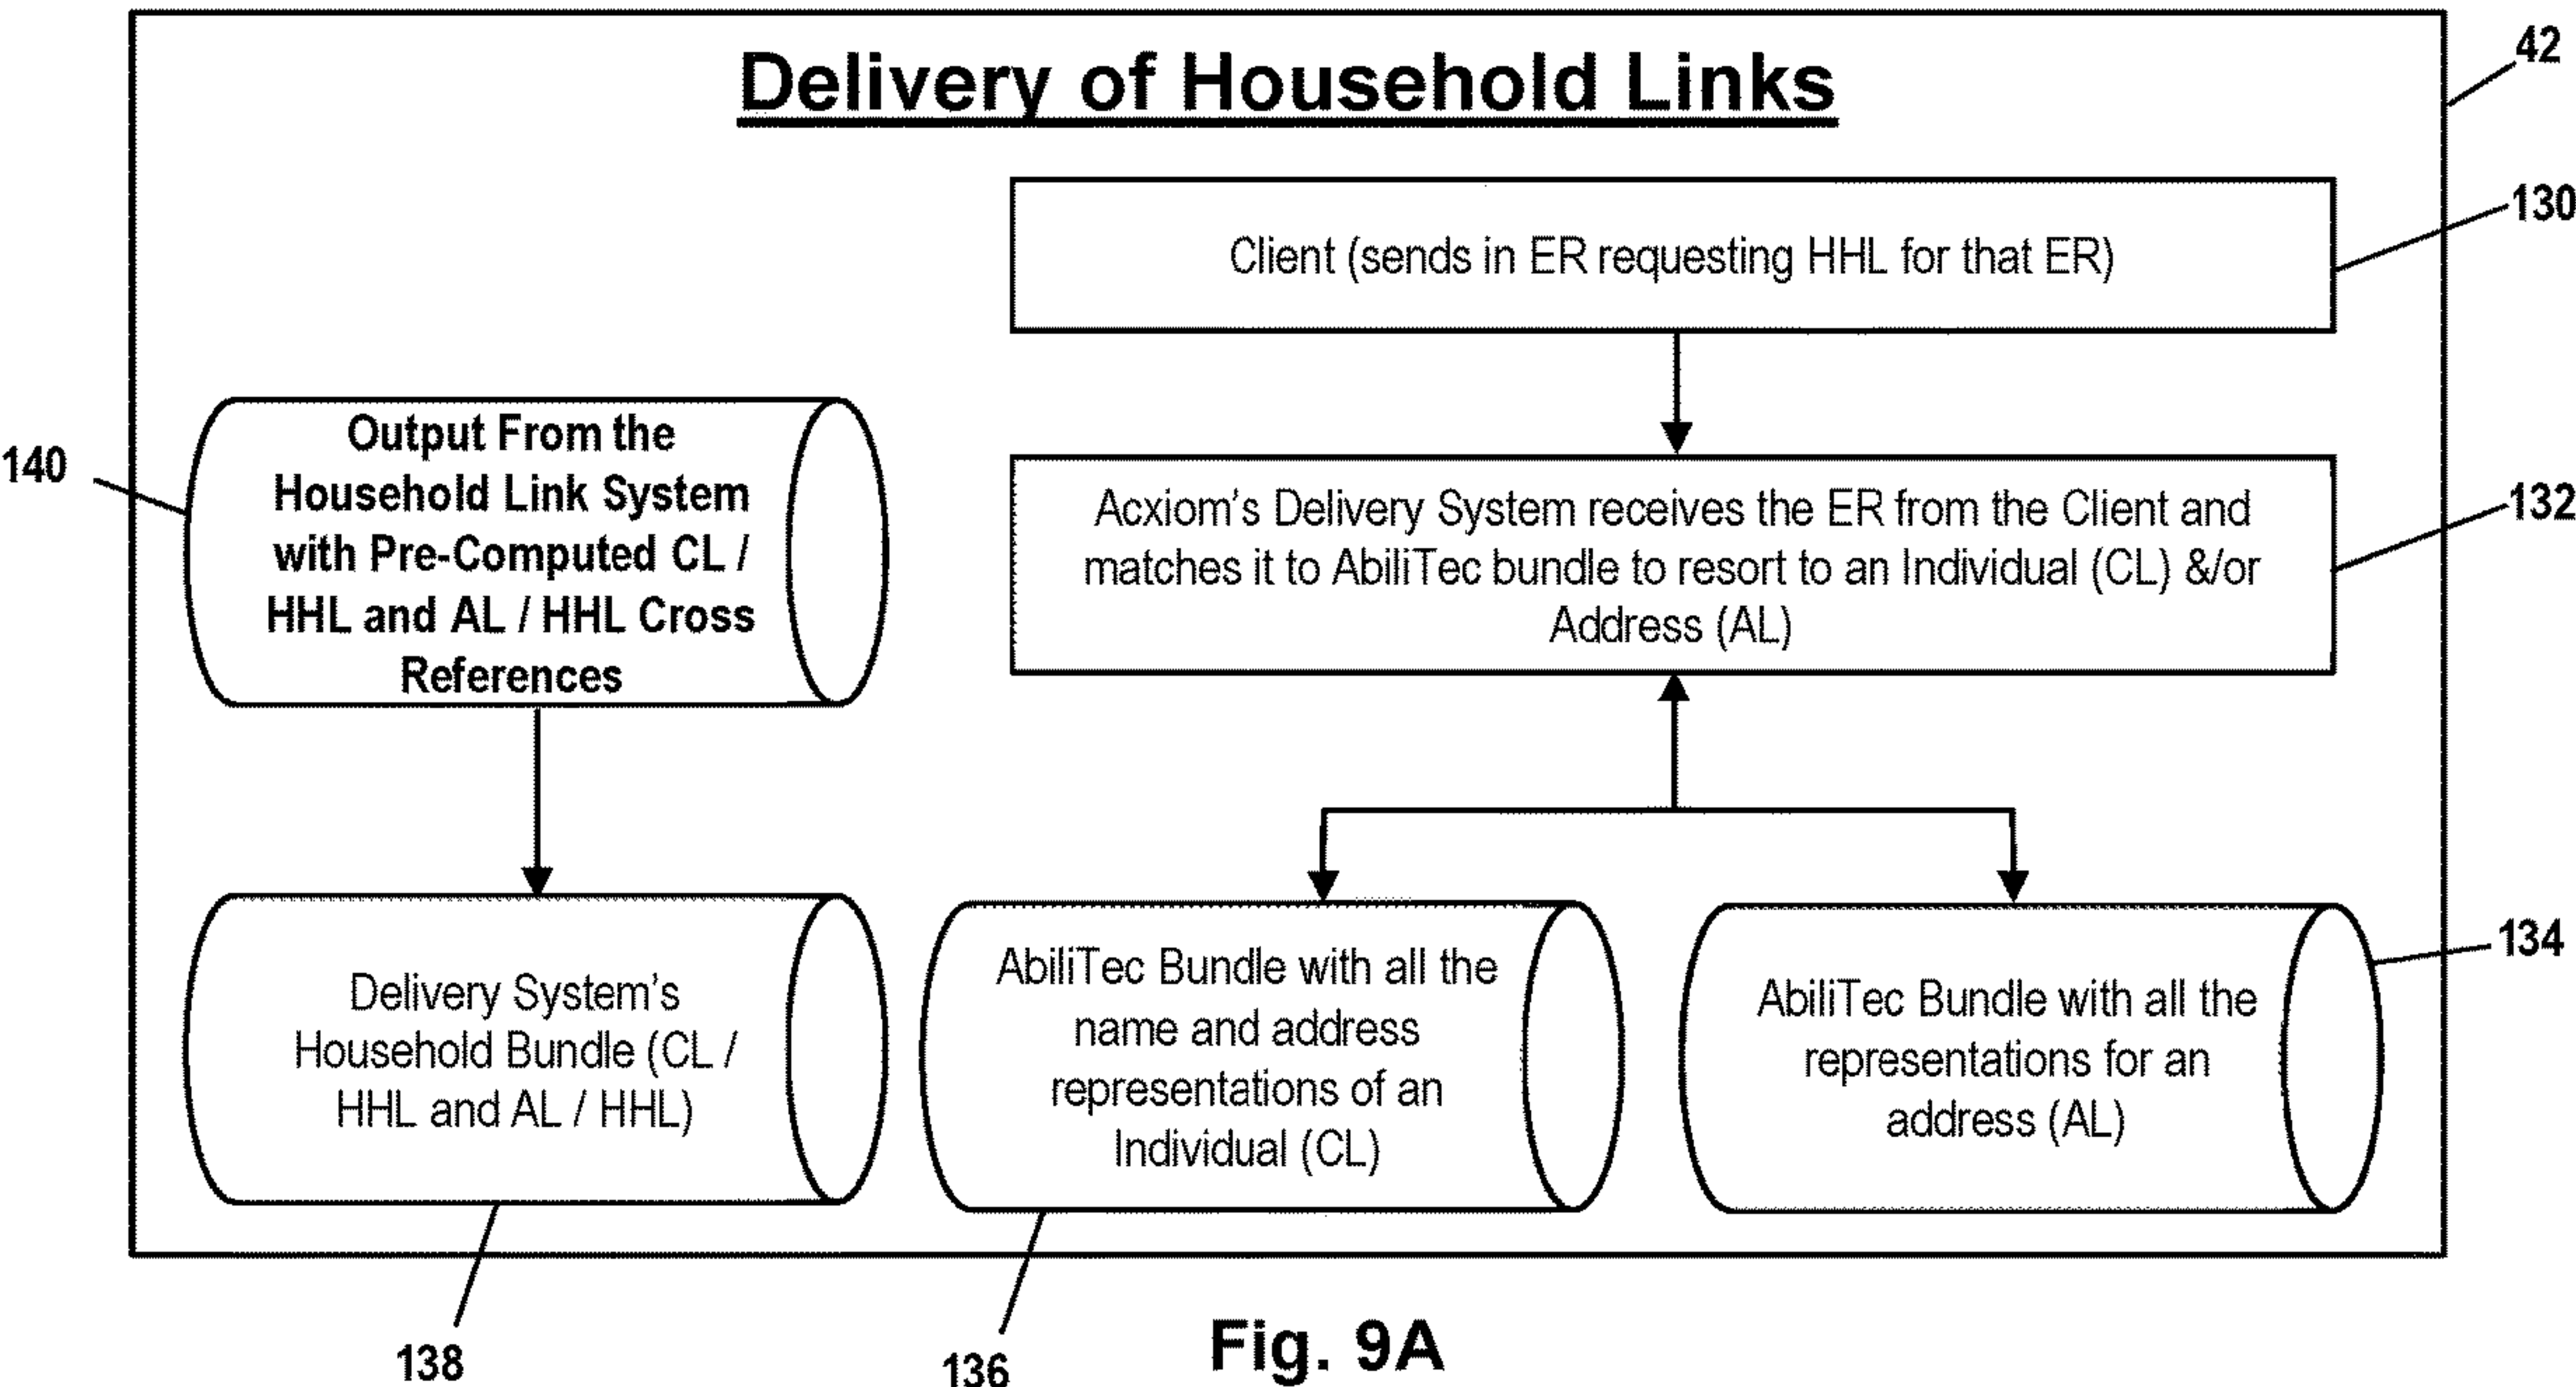 Delivery of Household Links
42
Client (sends in ER requesting HHL for that ER)
130
Output From the
Household Link System
with Pre-Computed CL /
HHL and AL / HHL Cross
References
140
Acxiom's Delivery System receives the ER from the Client and
matches it to AbiliTec bundle to resort to an Individual (CL) &/or
Address (AL)
132
Delivery System's
Household Bundle (CL /
HHL and AL / HHL)
AbiliTec Bundle with all the
name and address
representations of an
Individual (CL)
AbiliTec Bundle with all the
representations for an
address (AL)
134
138
136
Fig. 9A